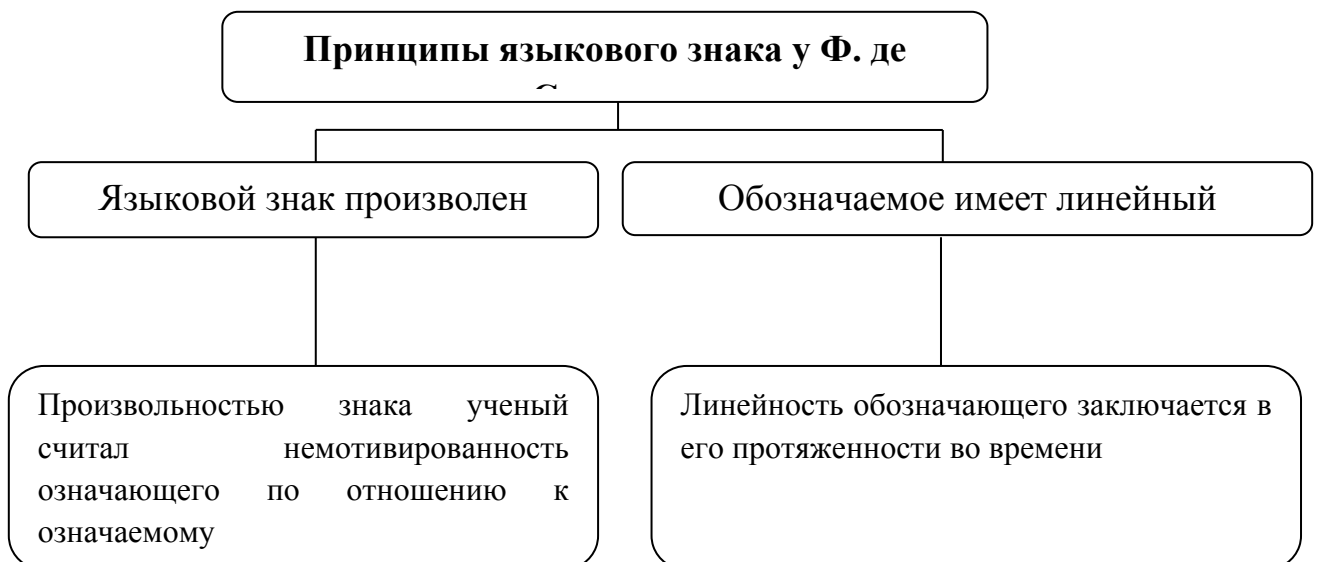 Принципы языкового знака у Ф. де
Языковой знак произволен
Обозначаемое имеет линейный
Произвольностью знака ученый
считал немотивированность
означающего по отношению к
означаемому
Линейность обозначающего заключается в
его протяженности во времени